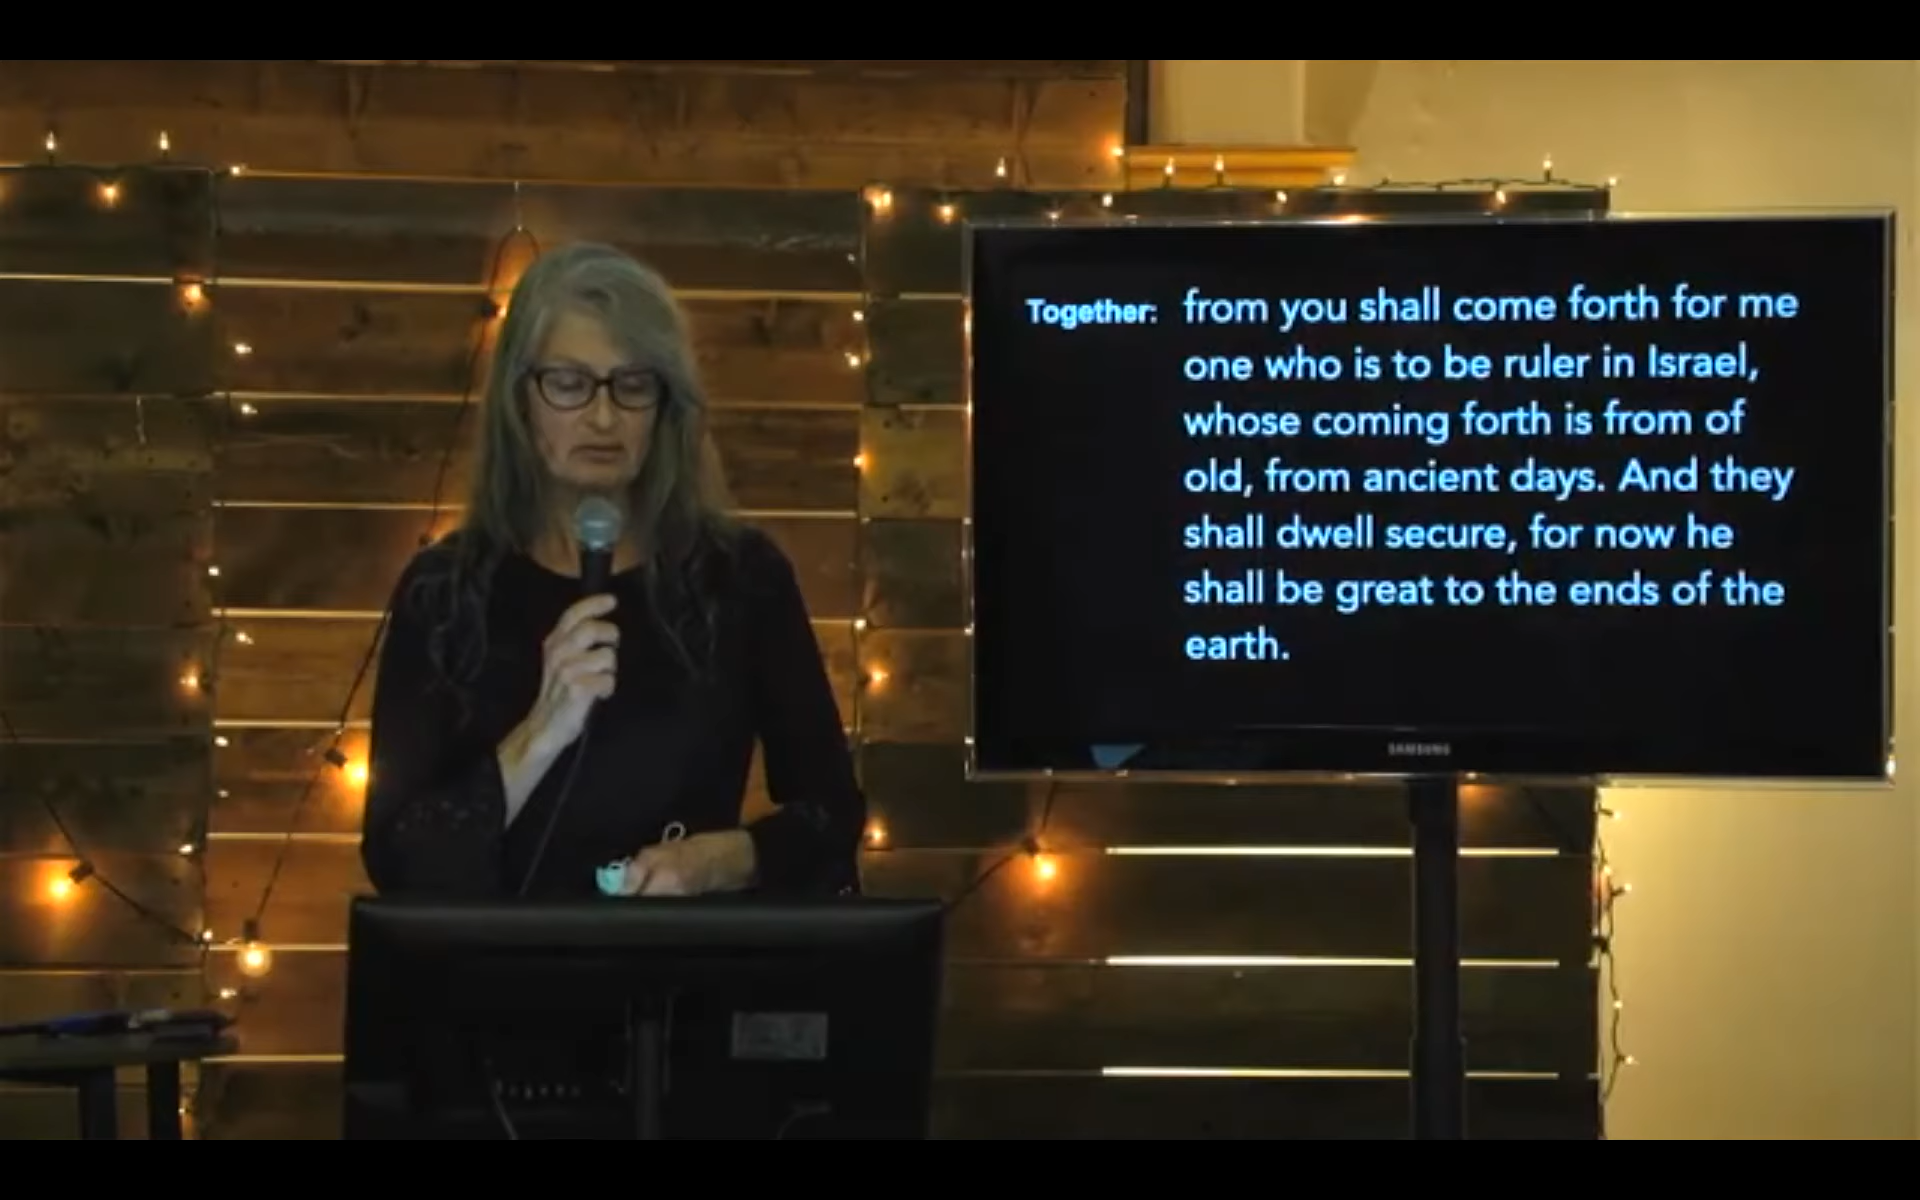 Together: from you shall come forth for me
one who is to be ruler in Israel,
whose coming forth is from of
old, from ancient days. And they
shall dwell secure, for now he
shall be great to the ends of the
earth.
SAMSUNG